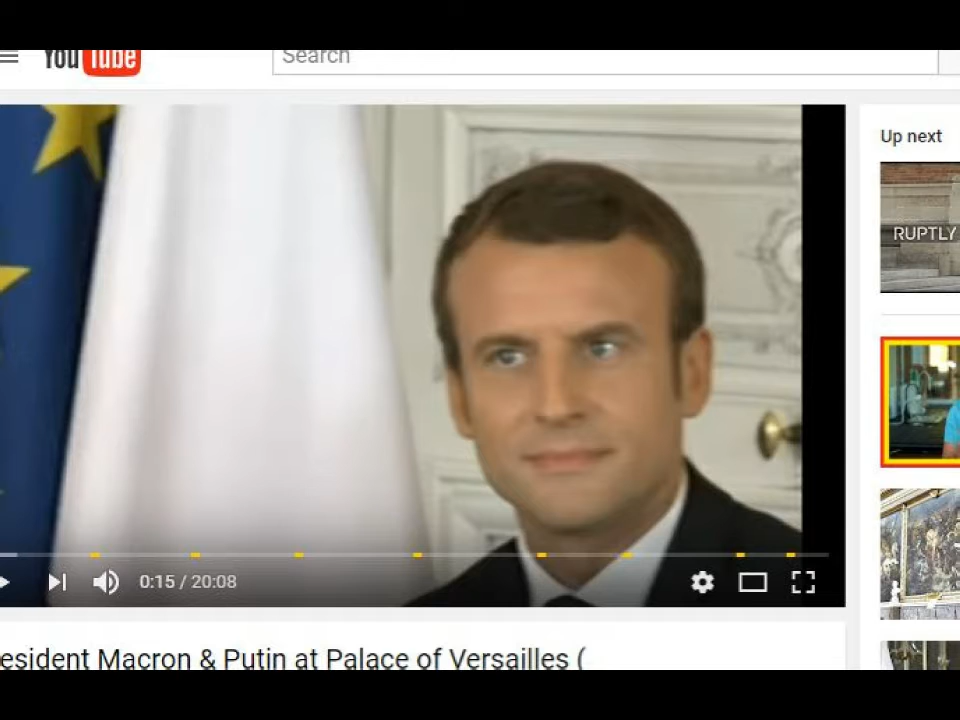 YouTube
Search
Up next
RUPTLY
0:15 / 20:08
esident Macron & Putin at Palace of Versailles (